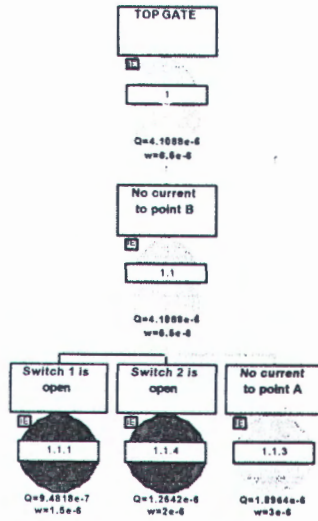 TOP GATE
1
Q=4.1088e-6
w=6.5e-6
No current
to point B
1.1
Q=4.1088e-6
w=6.5e-6
Switch 1 is
open
Switch 2 is
open
No current
to point A
1.1.1
1.1.4
1.1.3
Q=9.4818e-7
w=1.5e-6
Q=1.2642e-6
w=2e-6
Q=1.8964e-6
w=3e-6